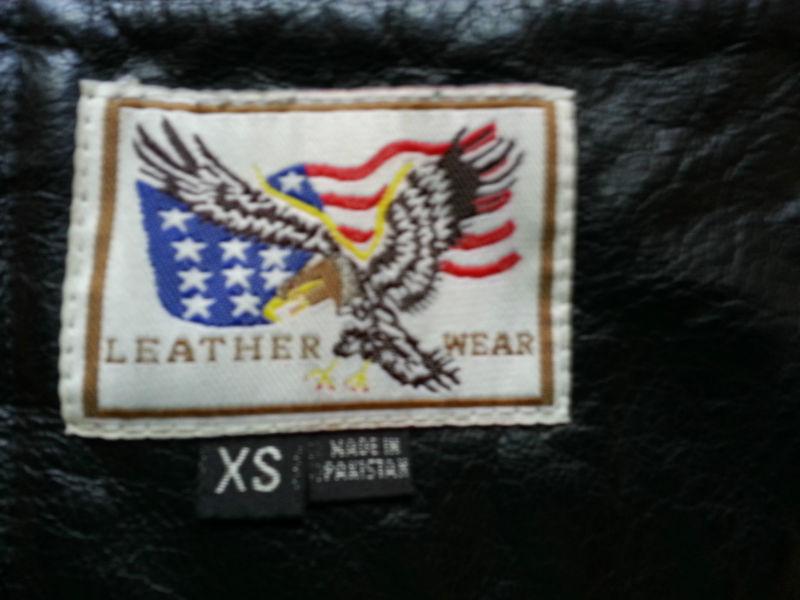 LEATHER WEAR
XS
MADE IN
PAKISTAN